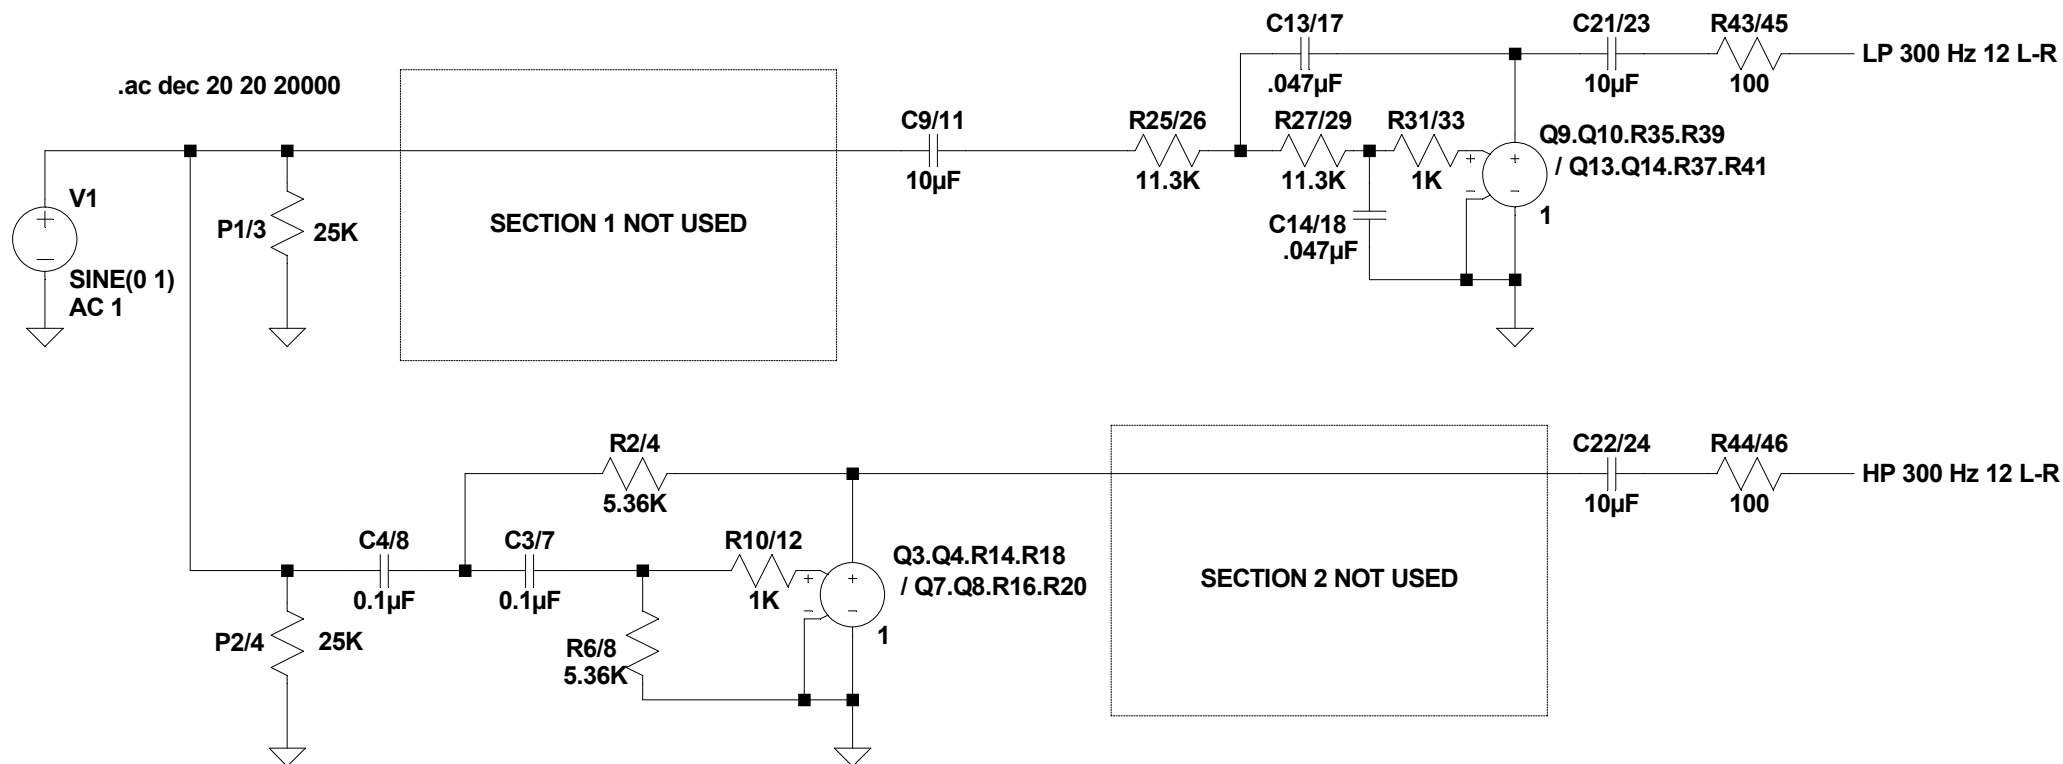 C13/17
C21/23
R43/45
LP 300 Hz 12 L-R
.047µF
10µF
100
.ac dec 20 20 20000
C9/11
R25/26
R27/29
R31/33
Q9.Q10.R35.R39
/ Q13.Q14.R37.R41
10µF
11.3K
11.3K
1K
V1
P1/3
25K
SECTION 1 NOT USED
C14/18
.047µF
1
SINE(0 1)
AC 1
R2/4
5.36K
C22/24
R44/46
HP 300 Hz 12 L-R
10µF
100
C4/8
C3/7
R10/12
Q3.Q4.R14.R18
/ Q7.Q8.R16.R20
0.1µF
0.1µF
1K
SECTION 2 NOT USED
P2/4
25K
R6/8
5.36K
1